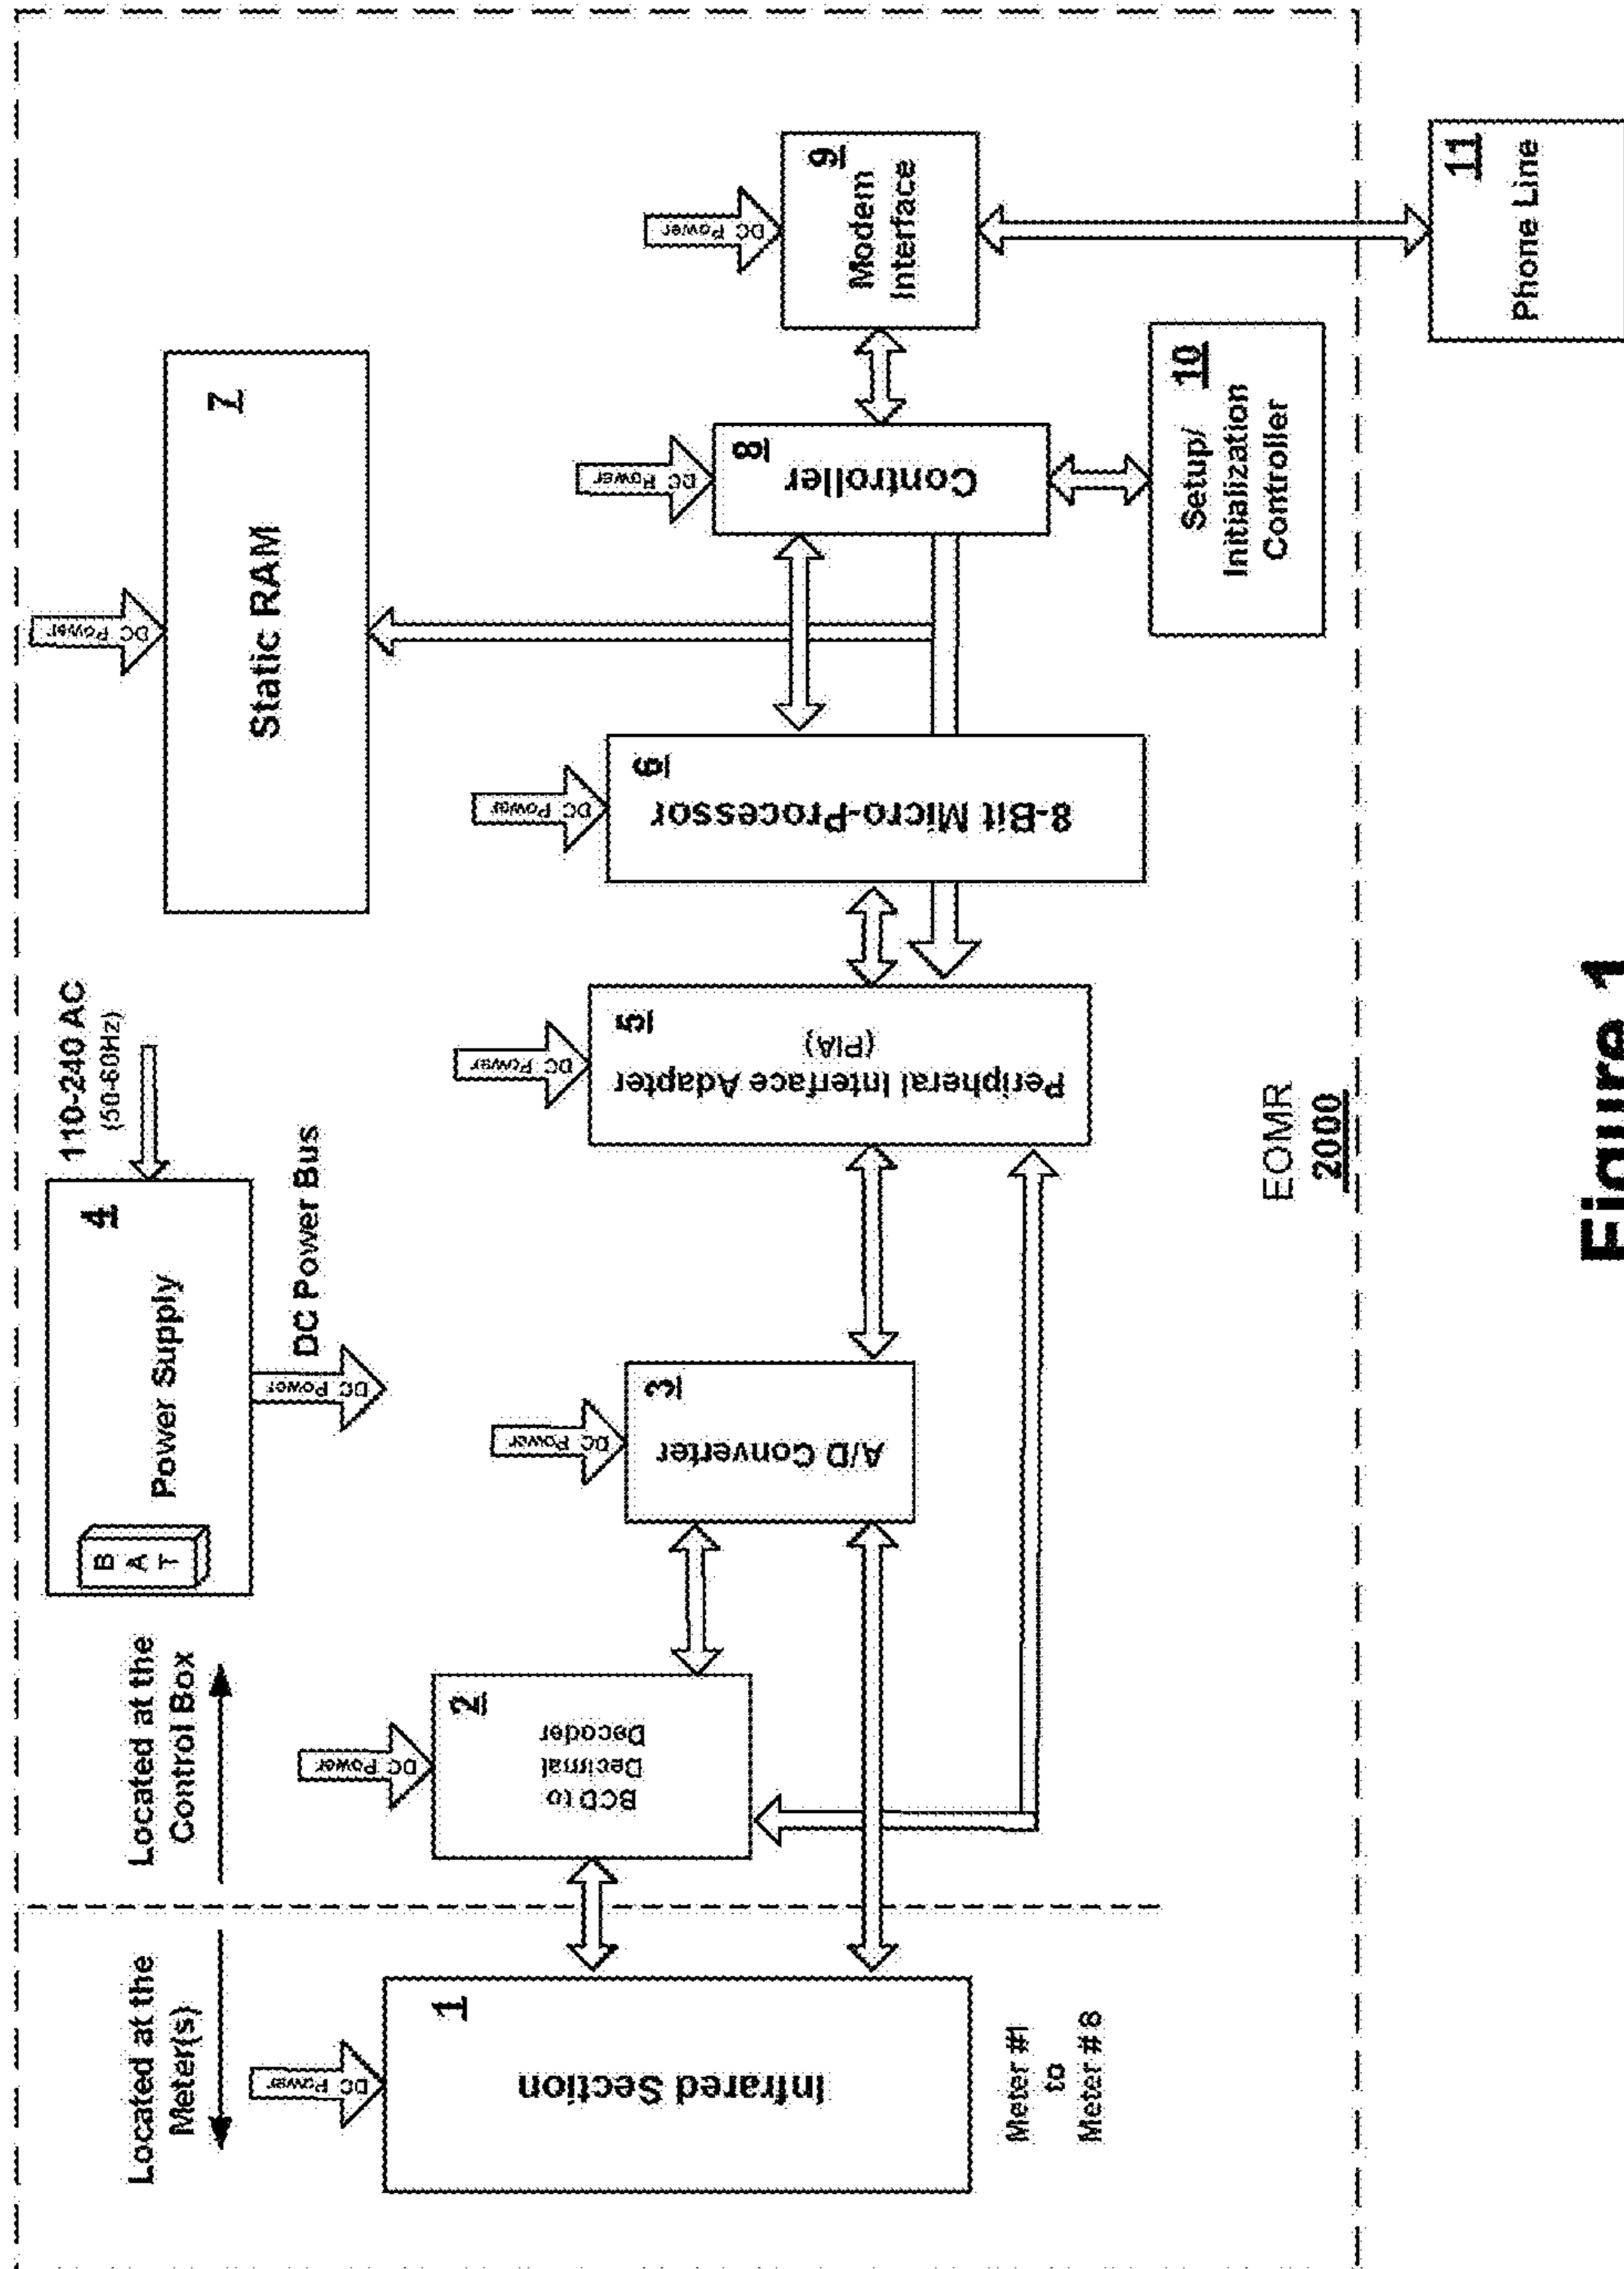 Located at the
Meter(s)
Located at the
Control Box
B
A
T
Power Supply
4
110-240 AC
(50-60Hz)
DC Power Bus
DC Power
Static RAM
7
DC Power
Infrared Section
1
DC Power
Meter #1
to
Meter # 8
BCD to
Decimal
Decoder
2
DC Power
A/D Converter
3
DC Power
Peripheral Interface Adapter
(PIA)
5
DC Power
8-Bit Micro-Processor
6
DC Power
Controller
8
DC Power
Modem
Interface
9
DC Power
Setup/
Initialization
Controller
10
Phone Line
11
EOMR
2000
Figure 1